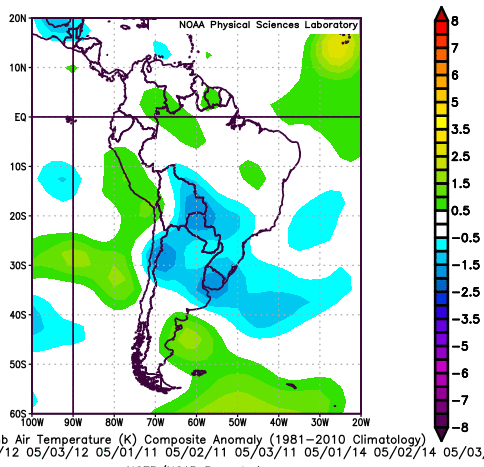 NOAA Physical Sciences Laboratory
20N
10N
EQ
10S
20S
30S
40S
50S
60S
100W 90W 80W 70W 60W 50W 40W 30W 20W
8
7
6
5
4
3.5
2.5
1.5
0.5
−0.5
−1.5
−2.5
−3.5
−4
−5
−6
−7
−8
Air Temperature (K) Composite Anomaly (1981−2010 Climatology)
/12 05/03/12 05/01/11 05/02/11 05/03/11 05/01/14 05/02/14 05/03/